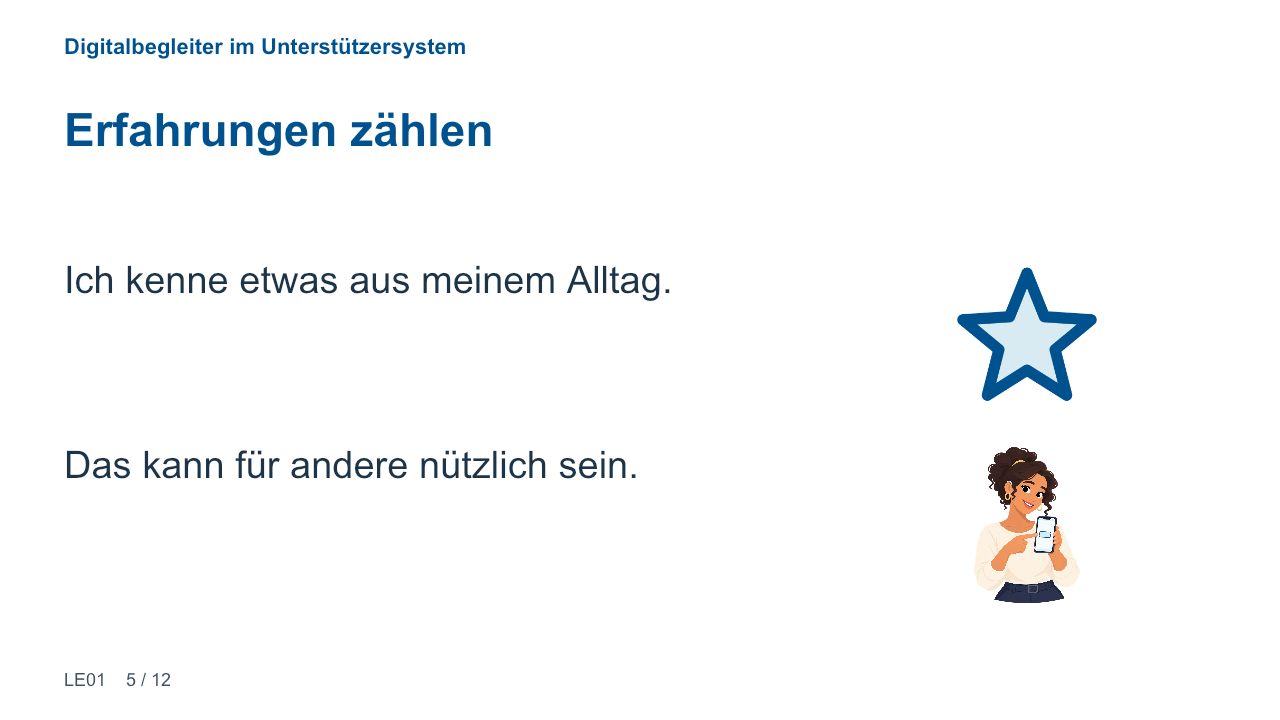 Digitalbegleiter im Unterstützersystem
Erfahrungen zählen
Ich kenne etwas aus meinem Alltag.
Das kann für andere nützlich sein.
LE01 5 / 12